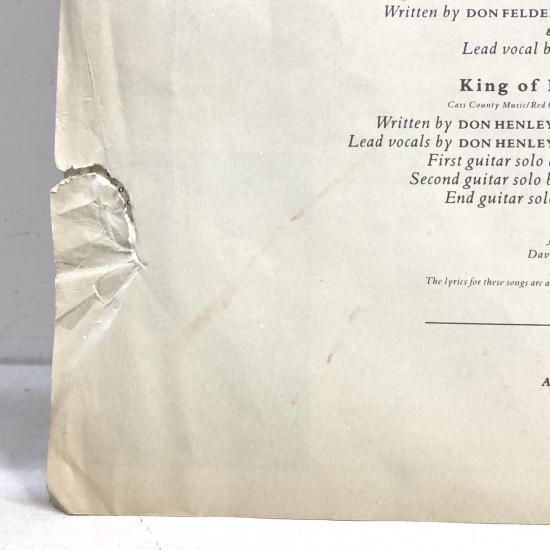 Written by DON FELDE
&
Lead vocal b
King of
Cass County Music/Red
Written by DON HENLEY
Lead vocals by DON HENLEY
First guitar solo
Second guitar solo b
End guitar solo
Dav
The lyrics for these songs are a
A